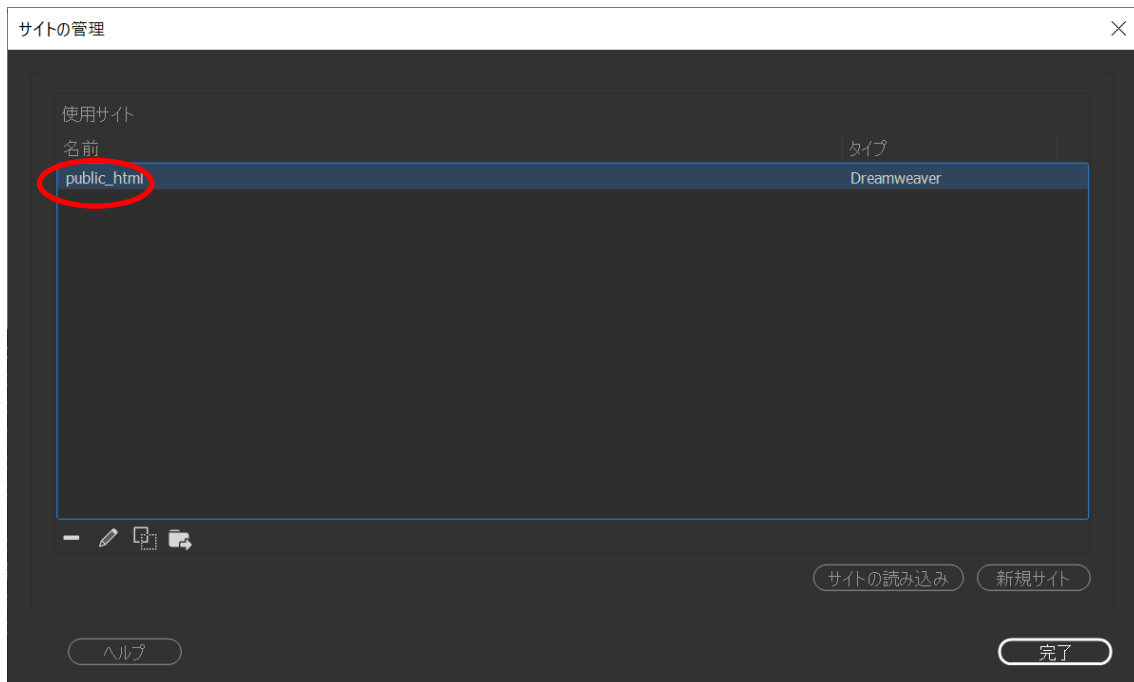 サイトの管理
使用サイト
名前 タイプ
public_html Dreamweaver
サイトの読み込み 新規サイト
ヘルプ 完了